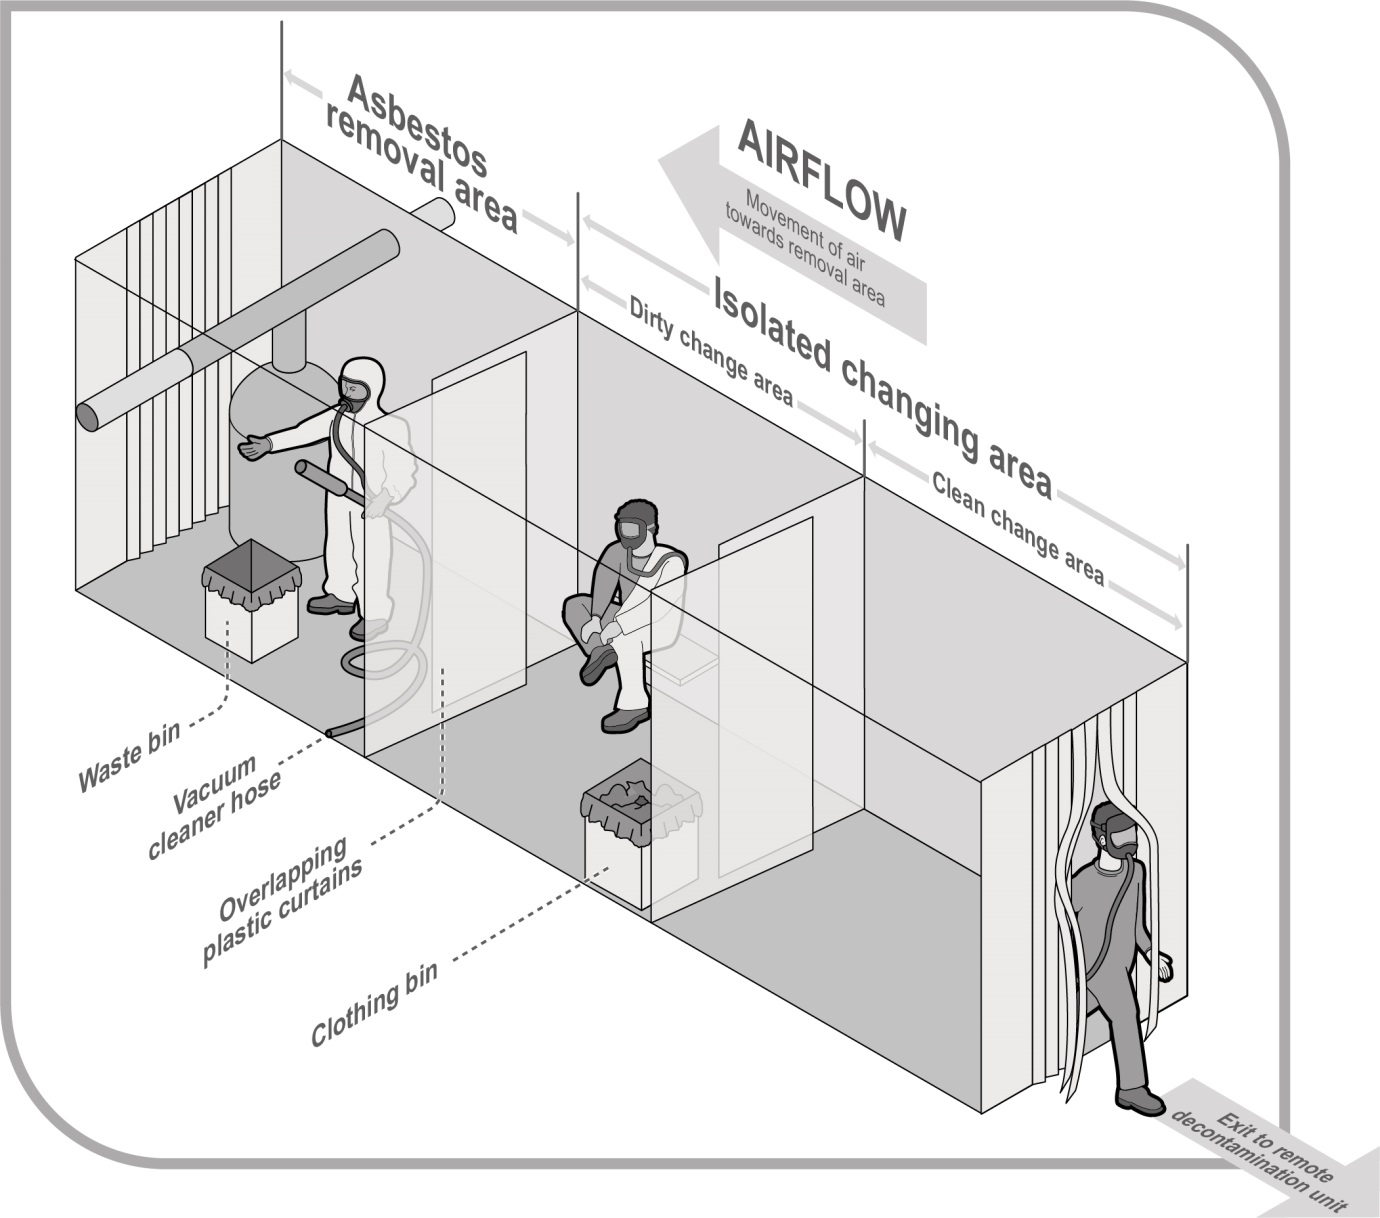 Asbestos
removal area
AIRFLOW
Movement of air
towards removal area
Isolated changing area
Dirty change area
Clean change area
Waste bin
Vacuum
cleaner hose
Overlapping
plastic curtains
Clothing bin
Exit to remote
decontamination unit